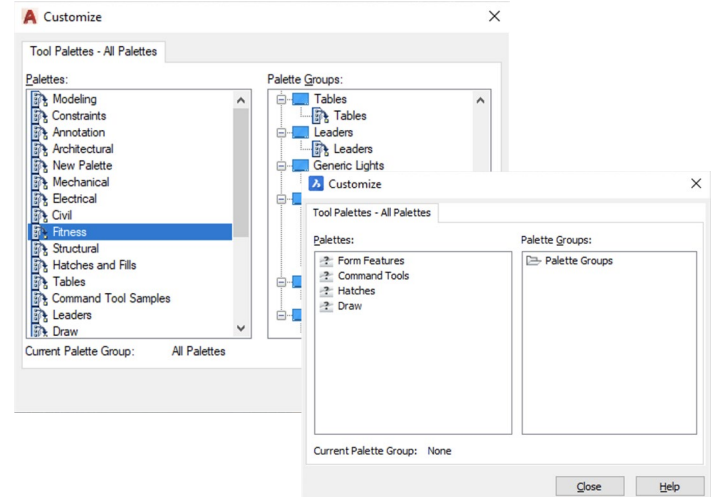 Customize
Tool Palettes - All Palettes
Palettes:
Modeling
Constraints
Annotation
Architectural
New Palette
Mechanical
Electrical
Civil
Fitness
Structural
Hatches and Fills
Tables
Command Tool Samples
Leaders
Draw
Current Palette Group: All Palettes
Palette Groups:
Tables
Tables
Leaders
Leaders
Generic Lights
Customize
Tool Palettes - All Palettes
Palettes:
Form Features
Command Tools
Hatches
Draw
Palette Groups:
Palette Groups
Current Palette Group: None
Close Help